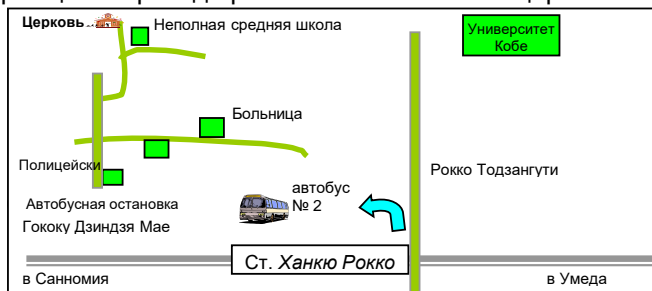 Церковь
Неполная средняя школа
Университет
Кобе
Больница
Полицейски
Рокко Тодзангути
Автобусная остановка
Гококу Дзиндзя Мае
автобус
№ 2
Ст. Ханкю Рокко
в Санномия
в Умеда